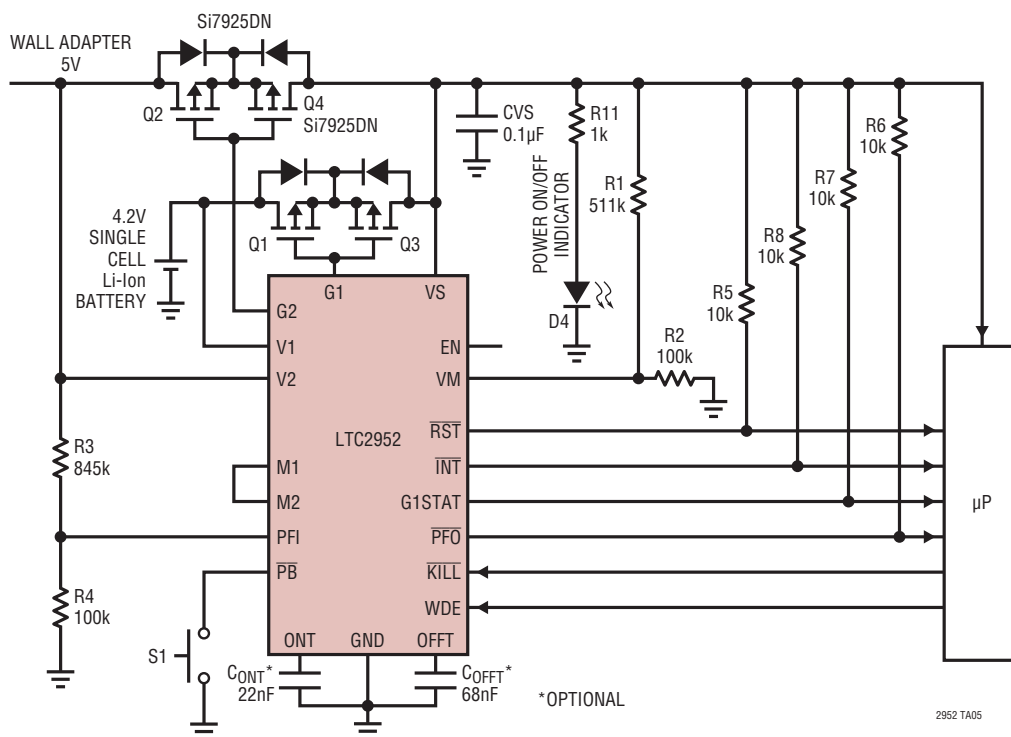 Si7925DN
WALL ADAPTER
5V
Q2
Q4
Si7925DN
CVS
0.1µF
R11
1k
POWER ON/OFF
INDICATOR
D4
R1
511k
R6
10k
R7
10k
R8
10k
R5
10k
R2
100k
4.2V
SINGLE
CELL
Li-Ion
BATTERY
Q1
Q3
G1
VS
G2
V1
V2
M1
M2
PFI
PB
LTC2952
EN
VM
RST
INT
G1STAT
PFO
KILL
WDE
ONT
GND
OFFT
µP
R3
845k
R4
100k
S1
CONT*
22nF
COFFT*
68nF
*OPTIONAL
2952 TA05